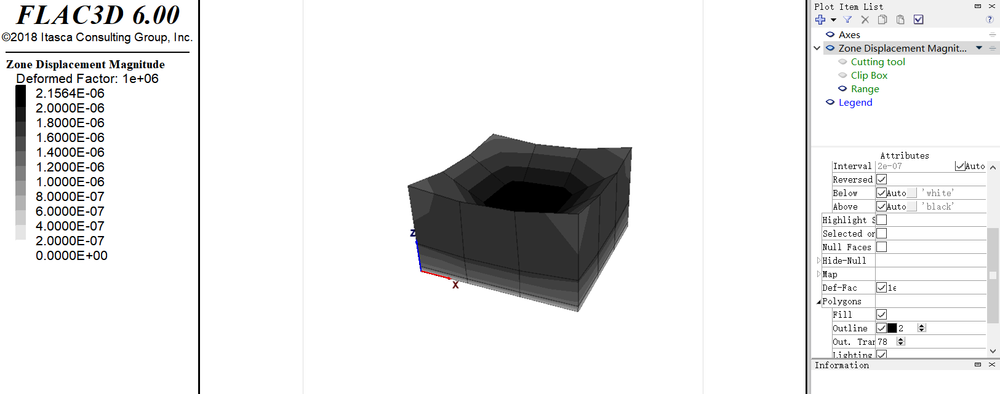 FLAC3D 6.00
©2018 Itasca Consulting Group, Inc.
Zone Displacement Magnitude
Deformed Factor: 1e+06
2.1564E-06
2.0000E-06
1.8000E-06
1.6000E-06
1.4000E-06
1.2000E-06
1.0000E-06
8.0000E-07
6.0000E-07
4.0000E-07
2.0000E-07
0.0000E+00
Z
X
Plot Item List
?
Axes
Zone Displacement Magnit...
Cutting tool
Clip Box
Range
Legend
Attributes
Interval 2e-07 Auto
Reversed
Below Auto 'white'
Above Auto 'black'
Highlight S
Selected or
Null Faces
Hide-Null
Map
Def-Fac 1e
Polygons
Fill
Outline 2
Out. Trar 78
Lighting
Information